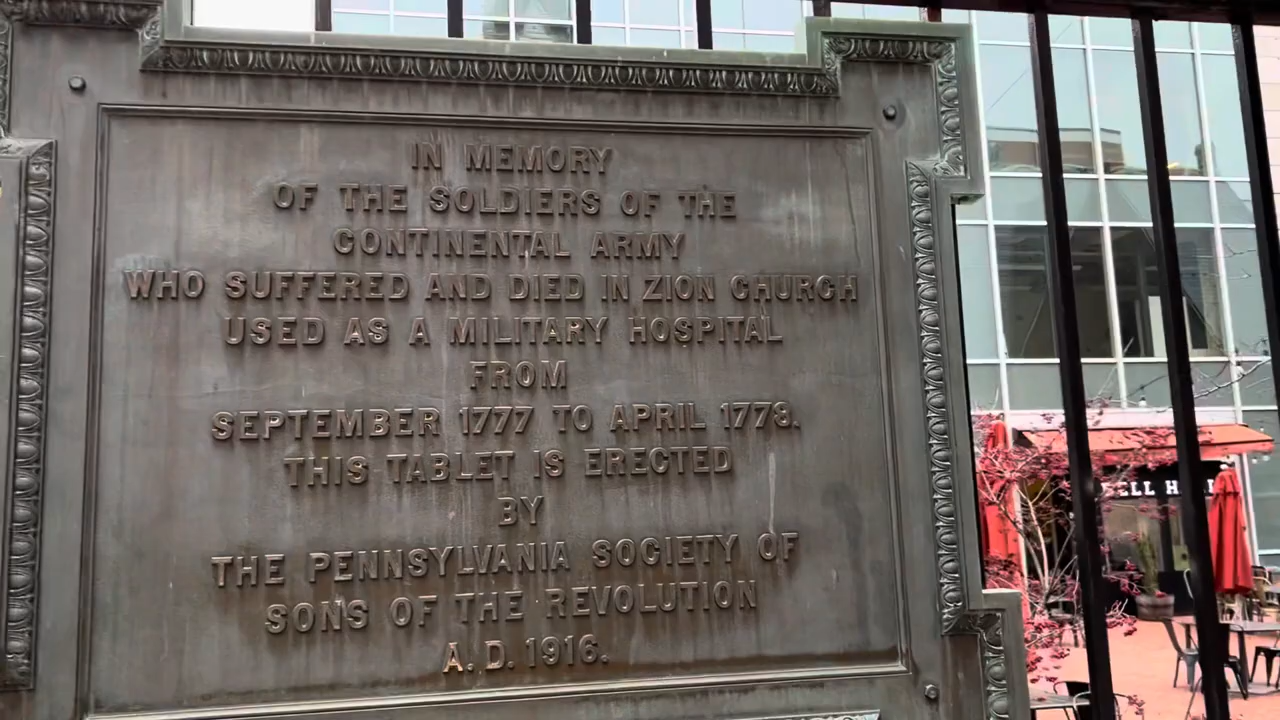 IN MEMORY
OF THE SOLDIERS OF THE
CONTINENTAL ARMY
WHO SUFFERED AND DIED IN ZION CHURCH
USED AS A MILITARY HOSPITAL
FROM
SEPTEMBER 1777 TO APRIL 1778.
THIS TABLET IS ERECTED
BY
THE PENNSYLVANIA SOCIETY OF
SONS OF THE REVOLUTION
A. D. 1916.